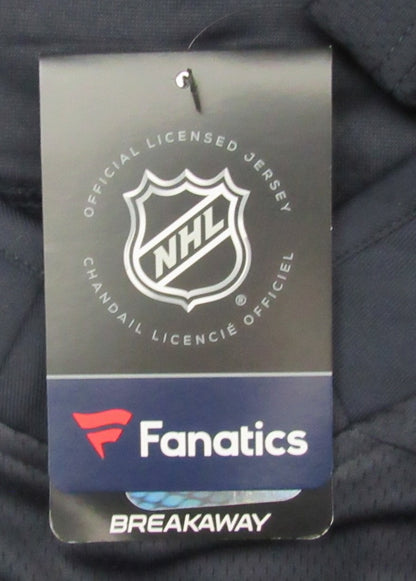 OFFICIAL LICENSED JERSEY
NHL
®
CHANDAIL LICENCIÉ OFFICIEL
Fanatics
BREAKAWAY